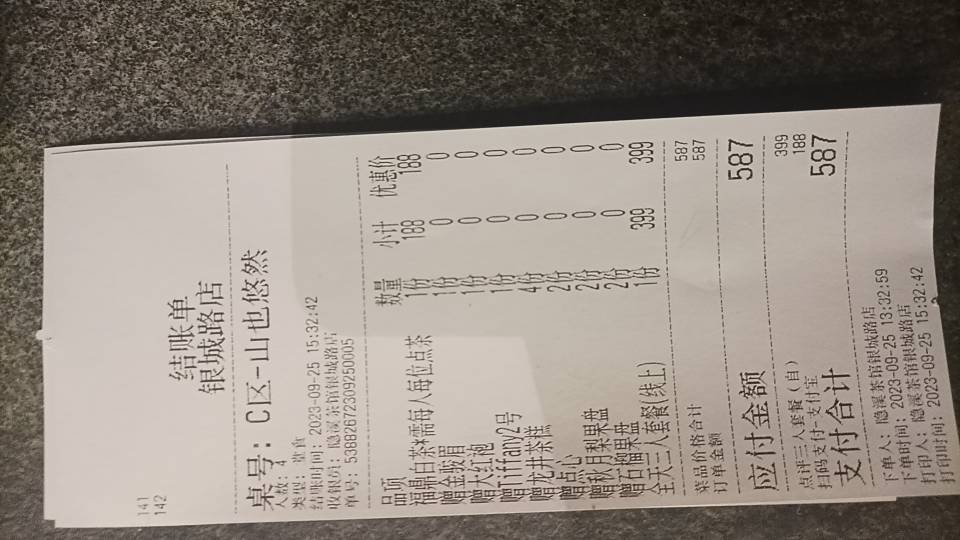 141
142
结账单
银城路店
桌号: C区-山也悠然
人数: 4
类型: 堂食
结账时间: 2023-09-25 15:32:42
收银员: 隐溪茶馆银城路店
单号: 53882672309250005
品项 数量 小计 优惠价
福鼎白茶*需每人每位点茶 1份 188 188
赠金骏眉 1份 0 0
赠大红袍 1份 0 0
赠Tiffany2号 1份 0 0
赠龙井茶糕 4份 0 0
赠点心 2份 0 0
赠秋月梨果盘 2份 0 0
赠石榴果盘 2份 0 0
全天三人套餐(线上) 1份 399 399
菜品价格合计 587
订单金额 587
应付金额 587
点评三人套餐 (自) 399
扫码支付-支付宝 188
支付合计 587
下单人: 隐溪茶馆银城路店
下单时间: 2023-09-25 13:32:59
打印人: 隐溪茶馆银城路店
打印时间: 2023-09-25 15:32:42